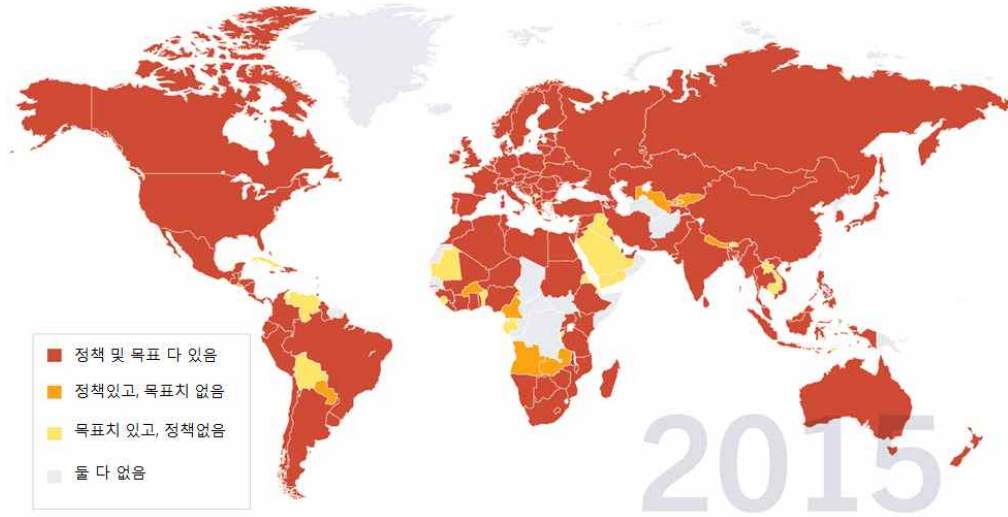 정책 및 목표 다 있음
정책있고, 목표치 없음
목표치 있고, 정책없음
둘 다 없음
2015